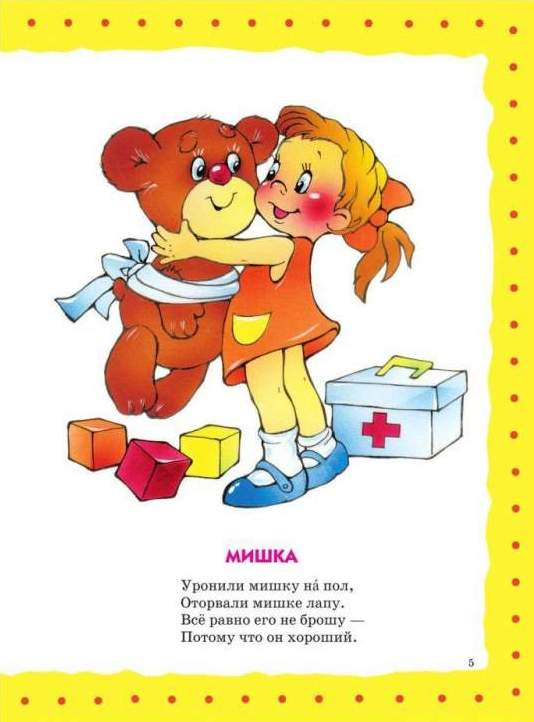 МИШКА
Уронили мишку на́ пол,
Оторвали мишке лапу.
Всё равно его не брошу —
Потому что он хороший.
5